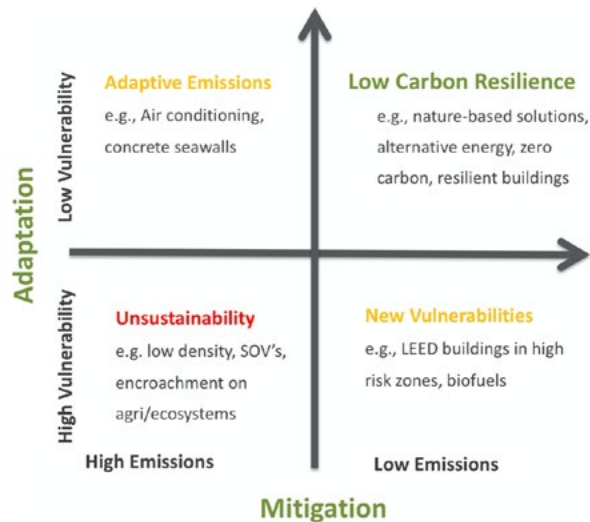 Adaptive Emissions
e.g., Air conditioning,
concrete seawalls
Low Carbon Resilience
e.g., nature-based solutions,
alternative energy, zero
carbon, resilient buildings
Adaptation
Low Vulnerability
High Vulnerability
Unsustainability
e.g. low density, SOV's,
encroachment on
agri/ecosystems
New Vulnerabilities
e.g., LEED buildings in high
risk zones, biofuels
High Emissions
Low Emissions
Mitigation